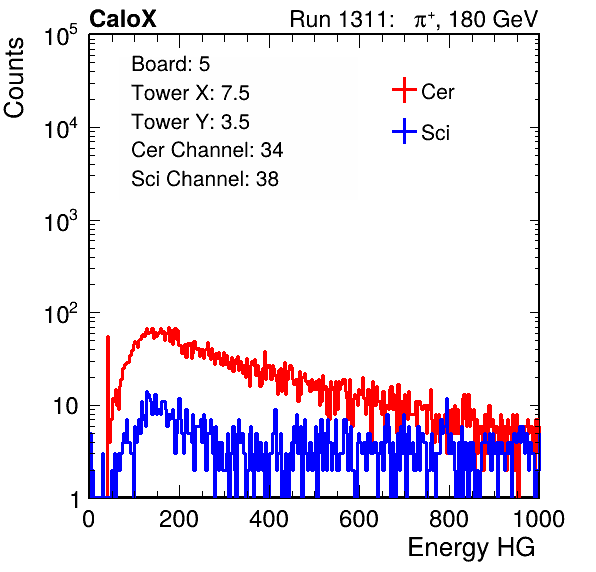 CaloX Run 1311: π⁺, 180 GeV
Counts
Board: 5
Tower X: 7.5
Tower Y: 3.5
Cer Channel: 34
Sci Channel: 38
Cer
Sci
10⁵
10⁴
10³
10²
10
1
0 200 400 600 800 1000
Energy HG